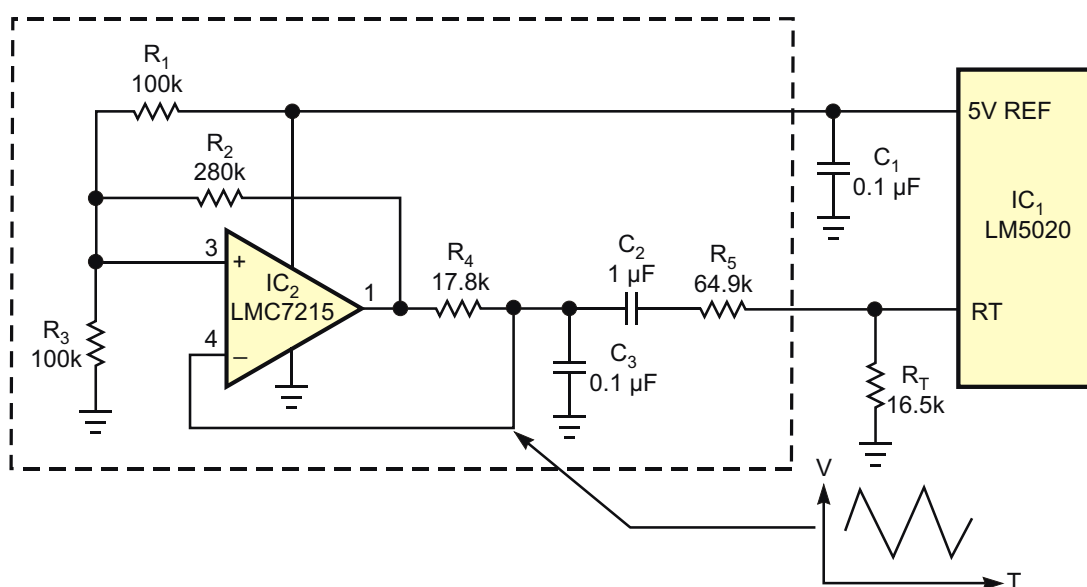 R1
100k
R2
280k
5V REF
C1
0.1 µF
IC1
LM5020
3
+
IC2
LMC7215
1
R4
17.8k
C2
1 µF
R5
64.9k
RT
R3
100k
4
–
C3
0.1 µF
RT
16.5k
V
T